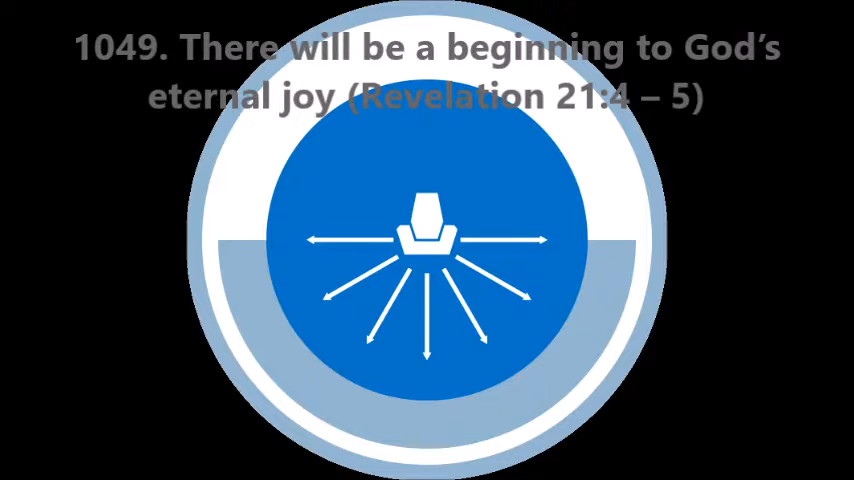 1049. There will be a beginning to God’s
eternal joy (Revelation 21:4 – 5)